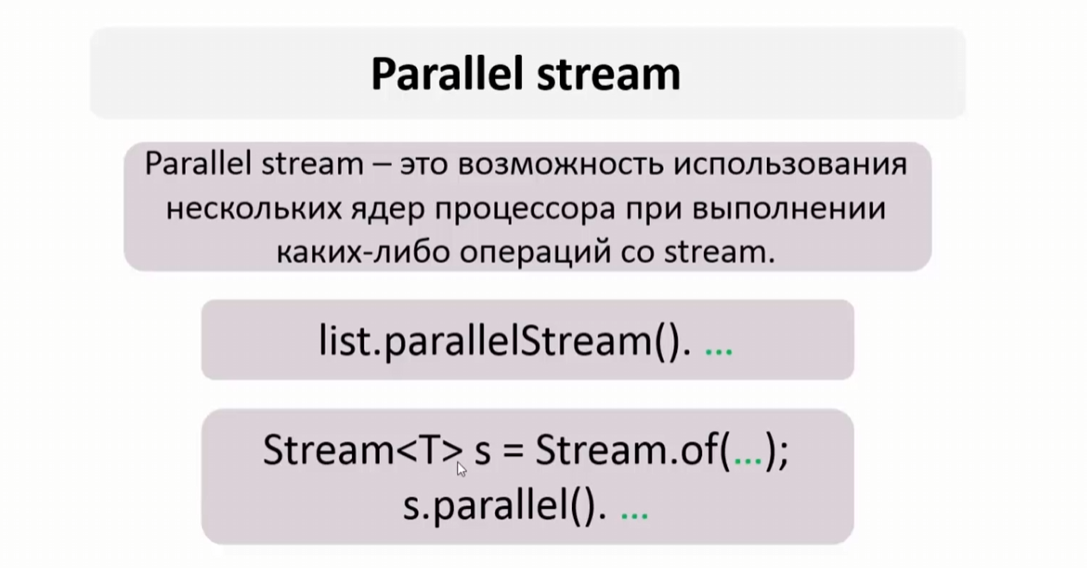 Parallel stream
Parallel stream – это возможность использования
нескольких ядер процессора при выполнении
каких-либо операций со stream.
list.parallelStream(). ...
Stream<T> s = Stream.of(...);
s.parallel(). ...